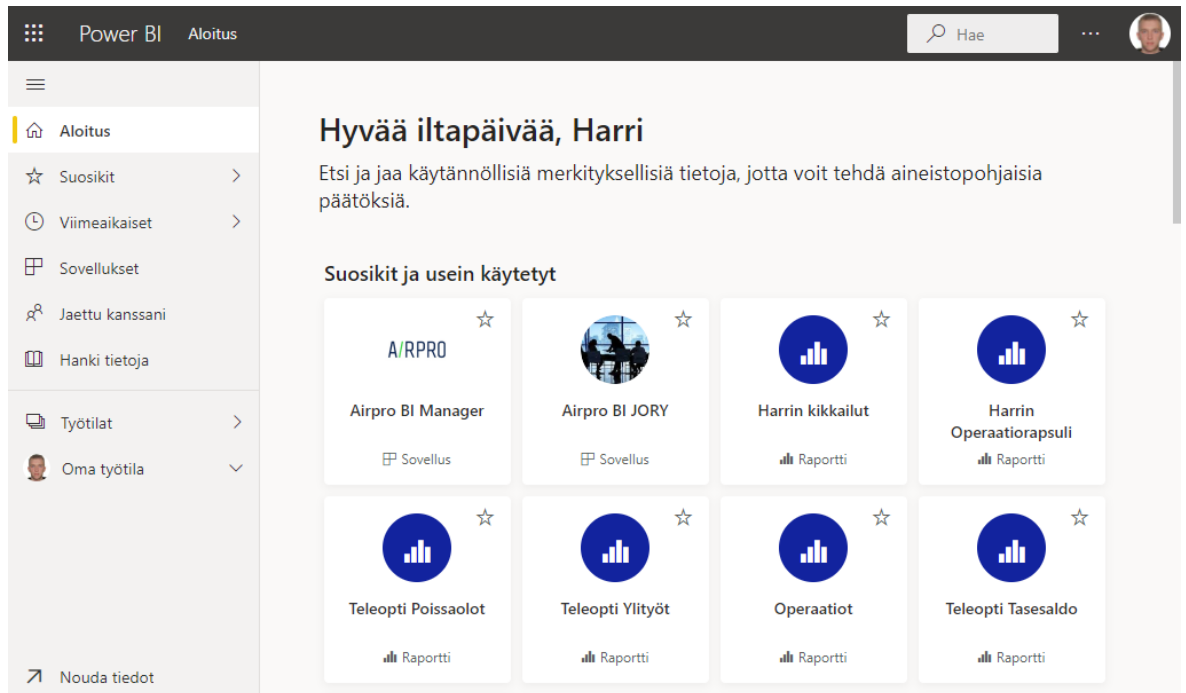 Power BI Aloitus Hae
Aloitus
Suosikit
Viimeaikaiset
Sovellukset
Jaettu kanssani
Hanki tietoja
Työtilat
Oma työtila
Nouda tiedot
Hyvää iltapäivää, Harri
Etsi ja jaa käytännöllisiä merkityksellisiä tietoja, jotta voit tehdä aineistopohjaisia
päätöksiä.
Suosikit ja usein käytetyt
A/RPRO
Airpro BI Manager
Sovellus
Airpro BI JORY
Sovellus
Harrin kikkailut
Raportti
Harrin
Operaatiorapsuli
Raportti
Teleopti Poissaolot
Raportti
Teleopti Ylityöt
Raportti
Operaatiot
Raportti
Teleopti Tasesaldo
Raportti